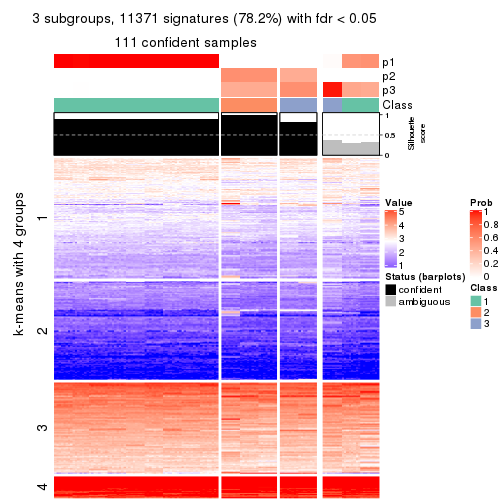 3 subgroups, 11371 signatures (78.2%) with fdr < 0.05
111 confident samples
p1
p2
p3
Class
1
0.5
0
Silhouette
score
k-means with 4 groups
1
2
3
4
Value
5
4
3
2
1
Status (barplots)
confident
ambiguous
Prob
1
0.8
0.6
0.4
0.2
0
Class
1
2
3